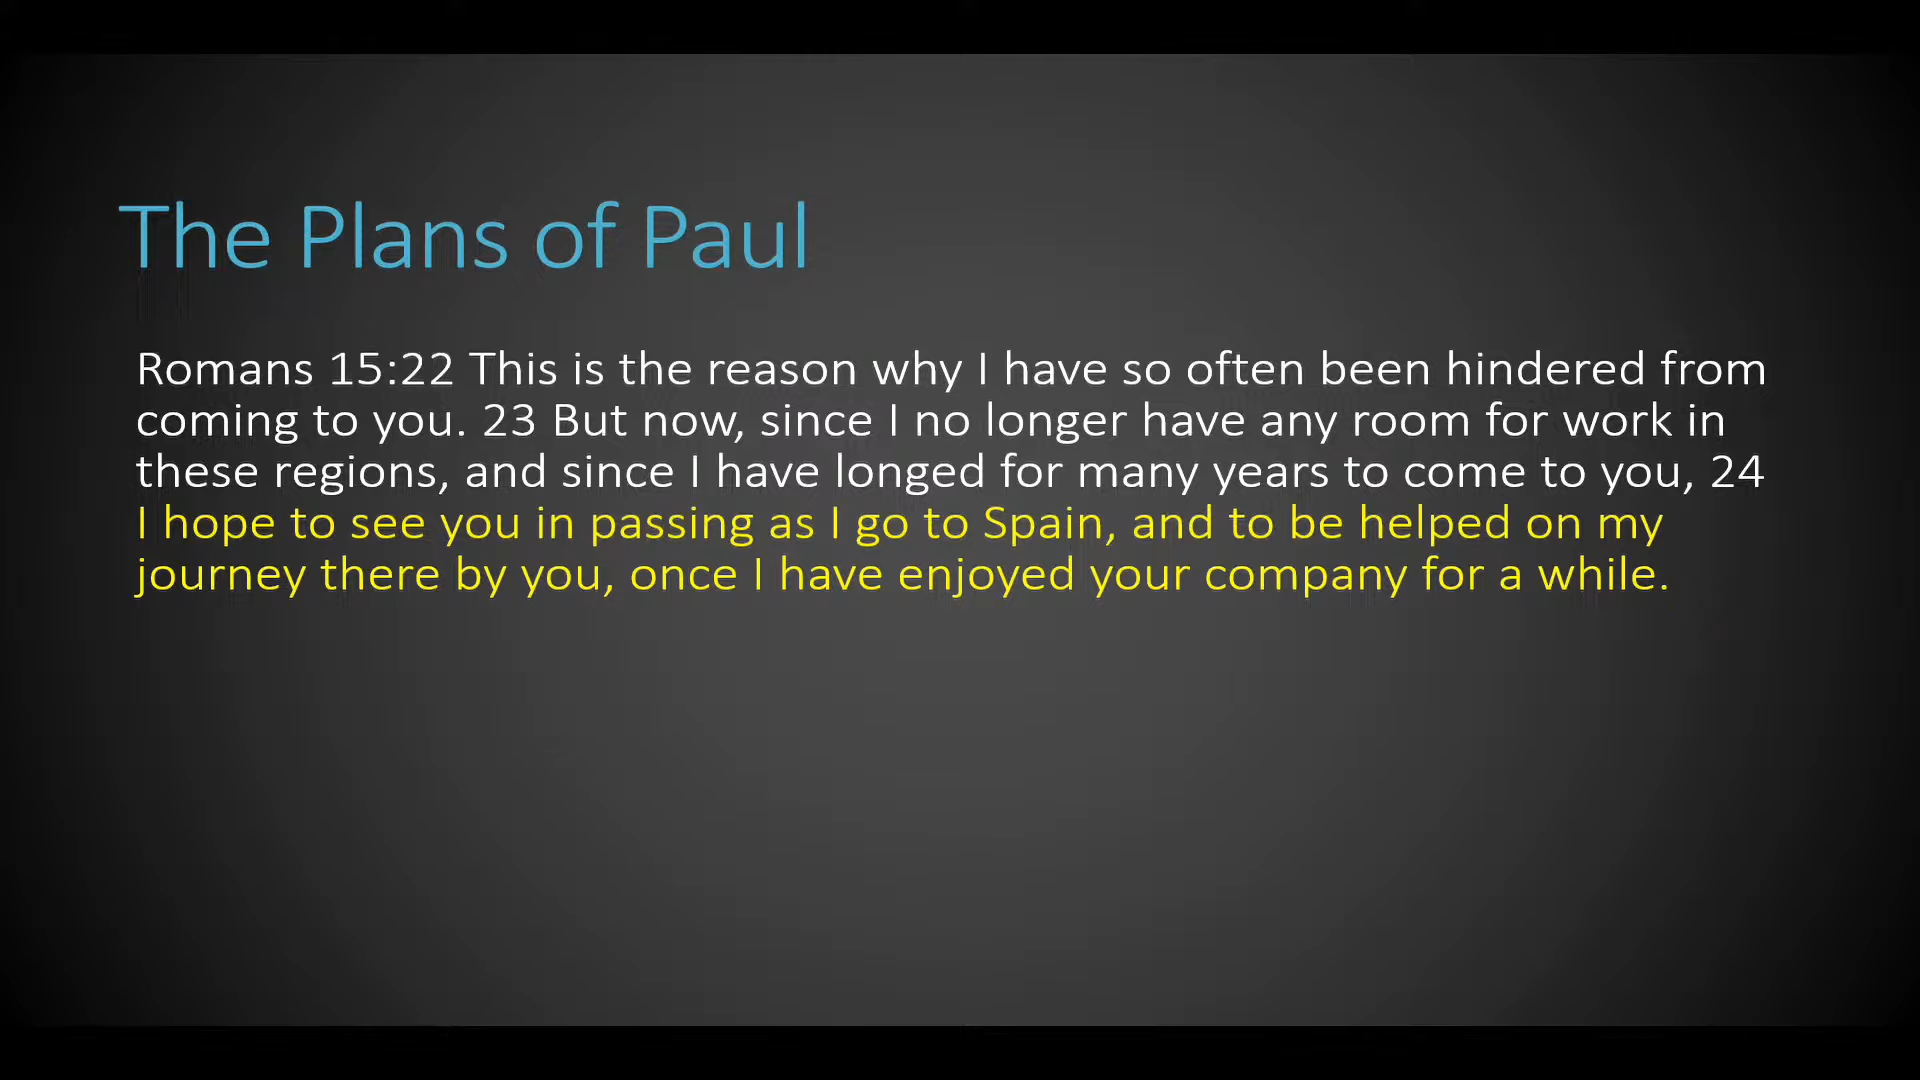 The Plans of Paul
Romans 15:22 This is the reason why I have so often been hindered from
coming to you. 23 But now, since I no longer have any room for work in
these regions, and since I have longed for many years to come to you, 24
I hope to see you in passing as I go to Spain, and to be helped on my
journey there by you, once I have enjoyed your company for a while.